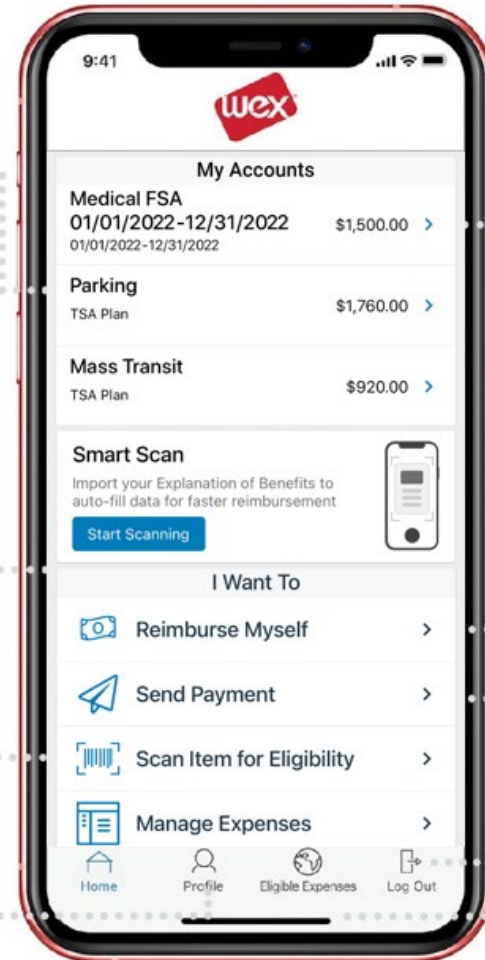 9:41
wex
My Accounts
Medical FSA
01/01/2022-12/31/2022
$1,500.00
01/01/2022-12/31/2022
Parking
$1,760.00
TSA Plan
Mass Transit
$920.00
TSA Plan
Smart Scan
Import your Explanation of Benefits to
auto-fill data for faster reimbursement
Start Scanning
I Want To
Reimburse Myself
Send Payment
Scan Item for Eligibility
Manage Expenses
Home Profile Eligible Expenses Log Out